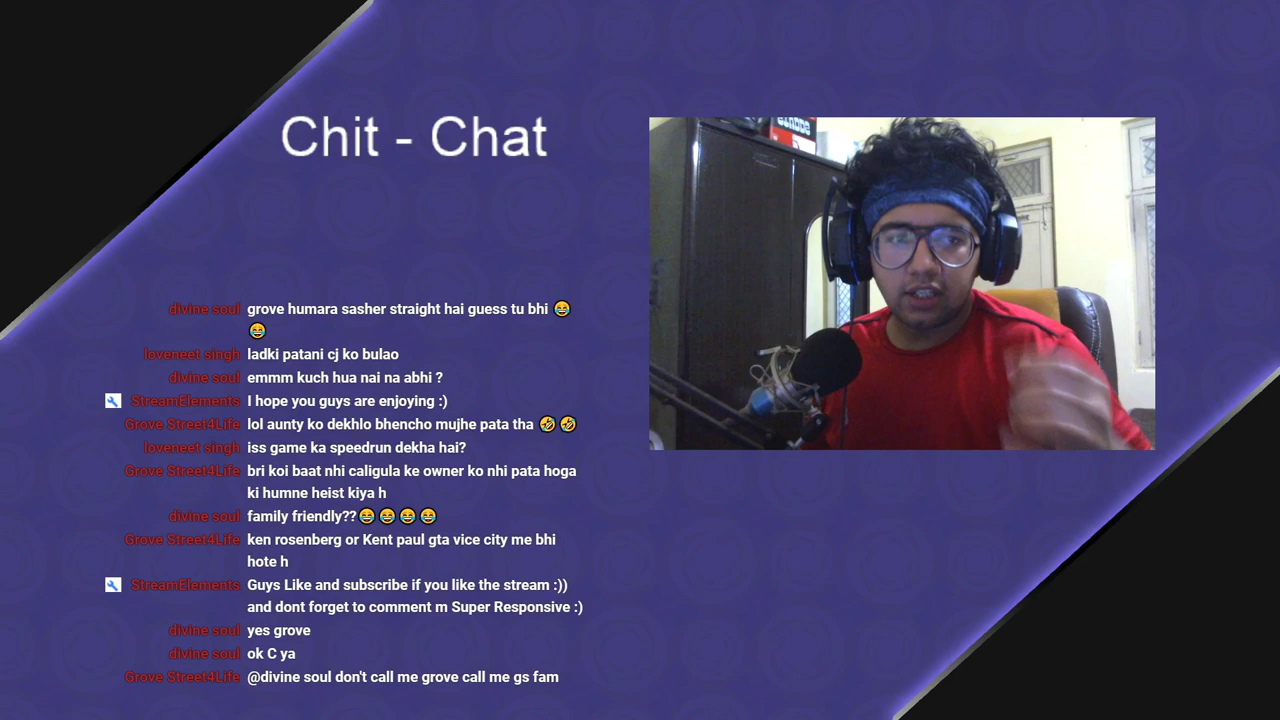 Chit - Chat
divine soul grove humara sasher straight hai guess tu bhi 😂
😂
loveneet singh ladki patani cj ko bulao
divine soul emmm kuch hua nai na abhi ?
StreamElements I hope you guys are enjoying :)
Grove Street4Life lol aunty ko dekhlo bhencho mujhe pata tha 🤣🤣
loveneet singh iss game ka speedrun dekha hai?
Grove Street4Life bri koi baat nhi caligula ke owner ko nhi pata hoga
ki humne heist kiya h
divine soul family friendly??😂😂😂😂
Grove Street4Life ken rosenberg or Kent paul gta vice city me bhi
hote h
StreamElements Guys Like and subscribe if you like the stream :))
and dont forget to comment m Super Responsive :)
divine soul yes grove
divine soul ok C ya
Grove Street4Life @divine soul don't call me grove call me gs fam